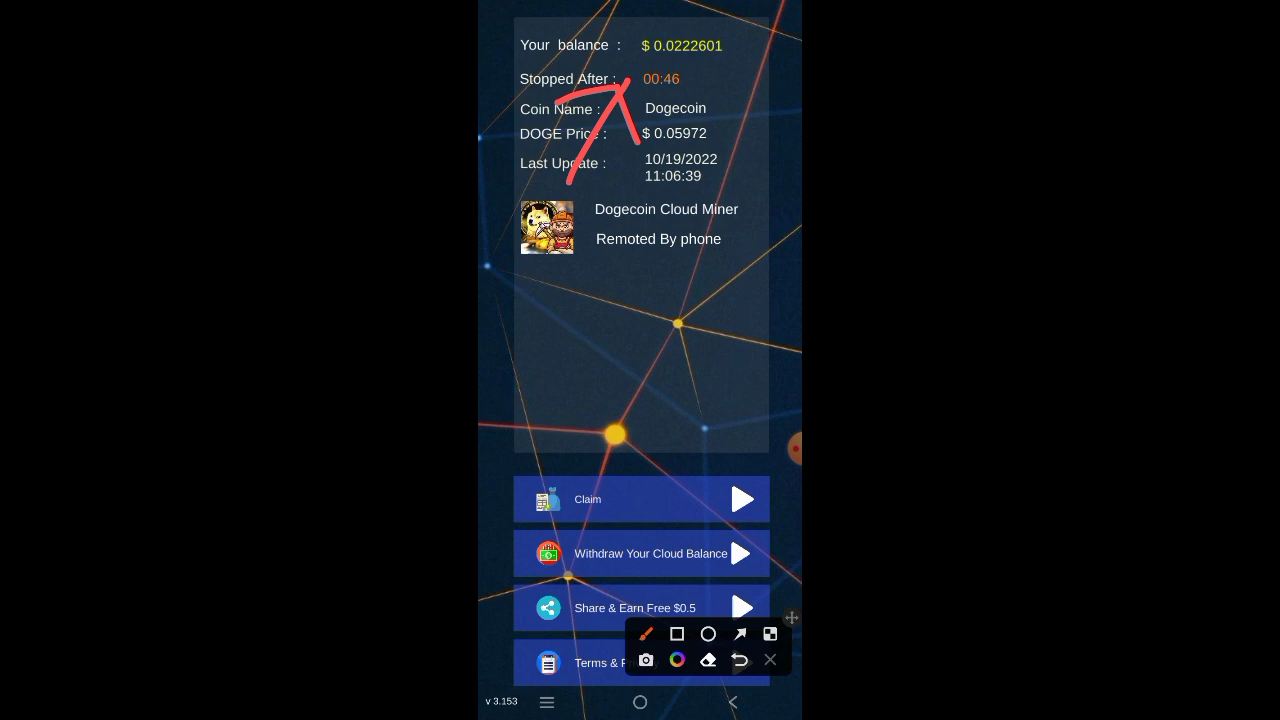 Your balance : $ 0.0222601
Stopped After : 00:46
Coin Name : Dogecoin
DOGE Price : $ 0.05972
Last Update : 10/19/2022
11:06:39
Dogecoin Cloud Miner
Remoted By phone
Claim
Withdraw Your Cloud Balance
Share & Earn Free $0.5
Terms &
v 3.153